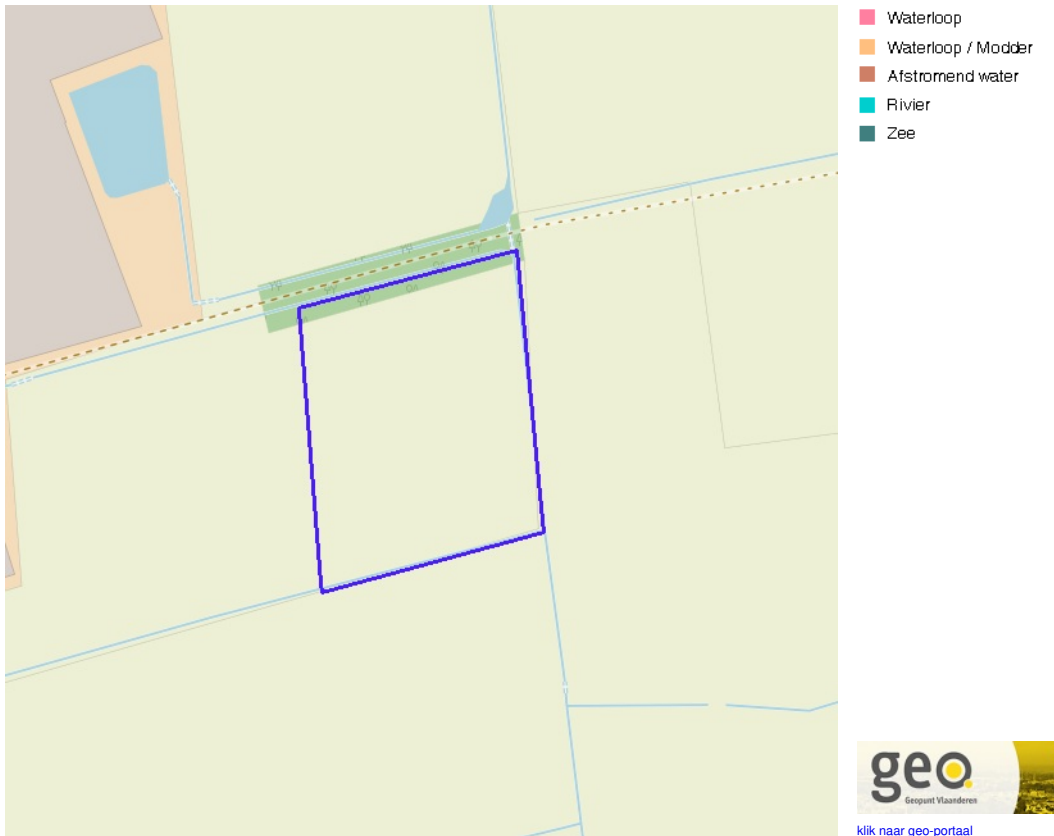 Waterloop
Waterloop / Modder
Afstromend water
Rivier
Zee
geo.
Geopunt Vlaanderen
klik naar geo-portaal